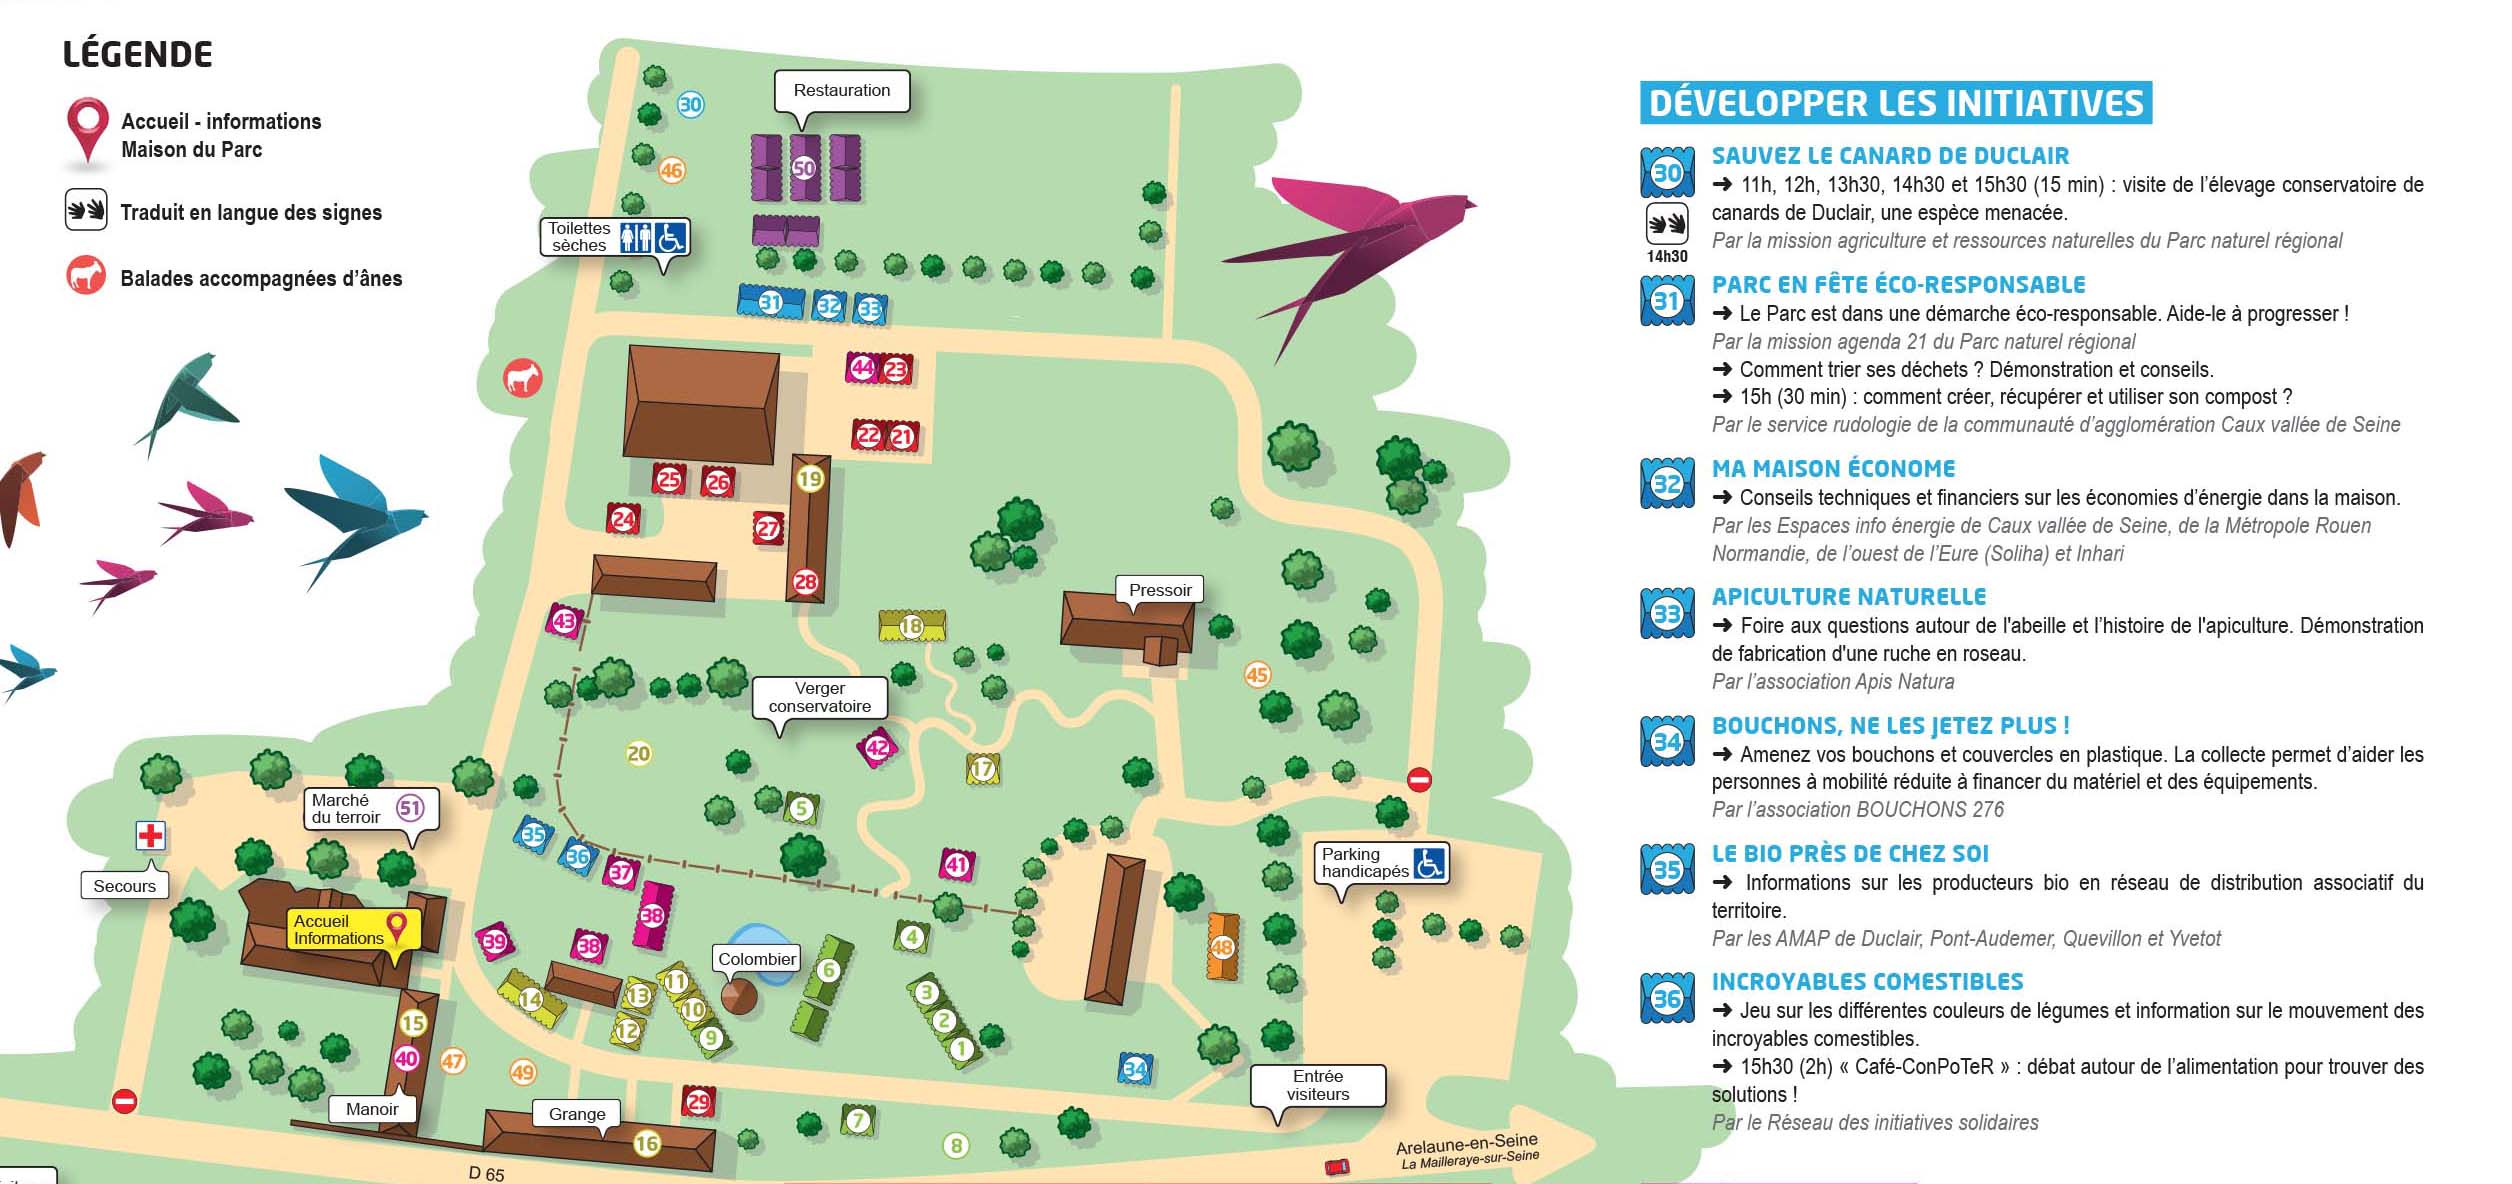 LÉGENDE
Accueil - informations
Maison du Parc
Traduit en langue des signes
Balades accompagnées d'ânes
30
Restauration
46
50
Toilettes
sèches
31
32
33
44
23
22
21
25
26
19
24
27
28
43
18
Pressoir
45
Verger
conservatoire
20
42
17
Marché
du terroir
51
5
35
36
37
41
Secours
Parking
handicapés
Accueil
Informations
38
39
38
4
48
Colombier
6
14
13
11
10
12
9
3
2
1
15
40
47
49
34
Manoir
Grange
29
16
7
8
Entrée
visiteurs
D 65
Arelaune-en-Seine
La Mailleraye-sur-Seine
DÉVELOPPER LES INITIATIVES
30
14h30
SAUVEZ LE CANARD DE DUCLAIR
➜ 11h, 12h, 13h30, 14h30 et 15h30 (15 min) : visite de l'élevage conservatoire de
canards de Duclair, une espèce menacée.
Par la mission agriculture et ressources naturelles du Parc naturel régional
31
PARC EN FÊTE ÉCO-RESPONSABLE
➜ Le Parc est dans une démarche éco-responsable. Aide-le à progresser !
Par la mission agenda 21 du Parc naturel régional
➜ Comment trier ses déchets ? Démonstration et conseils.
➜ 15h (30 min) : comment créer, récupérer et utiliser son compost ?
Par le service rudologie de la communauté d'agglomération Caux vallée de Seine
32
MA MAISON ÉCONOME
➜ Conseils techniques et financiers sur les économies d'énergie dans la maison.
Par les Espaces info énergie de Caux vallée de Seine, de la Métropole Rouen
Normandie, de l'ouest de l'Eure (Soliha) et Inhari
33
APICULTURE NATURELLE
➜ Foire aux questions autour de l'abeille et l'histoire de l'apiculture. Démonstration
de fabrication d'une ruche en roseau.
Par l'association Apis Natura
34
BOUCHONS, NE LES JETEZ PLUS !
➜ Amenez vos bouchons et couvercles en plastique. La collecte permet d'aider les
personnes à mobilité réduite à financer du matériel et des équipements.
Par l'association BOUCHONS 276
35
LE BIO PRÈS DE CHEZ SOI
➜ Informations sur les producteurs bio en réseau de distribution associatif du
territoire.
Par les AMAP de Duclair, Pont-Audemer, Quevillon et Yvetot
36
INCROYABLES COMESTIBLES
➜ Jeu sur les différentes couleurs de légumes et information sur le mouvement des
incroyables comestibles.
➜ 15h30 (2h) « Café-ConPoTeR » : débat autour de l'alimentation pour trouver des
solutions !
Par le Réseau des initiatives solidaires